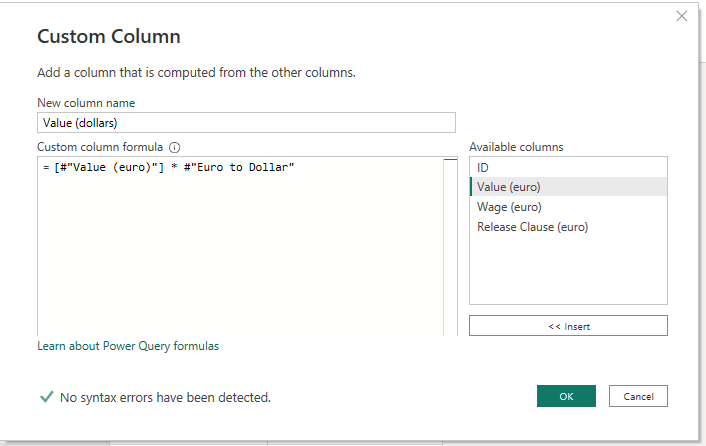 Custom Column
Add a column that is computed from the other columns.
New column name
Value (dollars)
Custom column formula
= [#"Value (euro)"] * #"Euro to Dollar"
Available columns
ID
Value (euro)
Wage (euro)
Release Clause (euro)
<< Insert
Learn about Power Query formulas
No syntax errors have been detected.
OK
Cancel